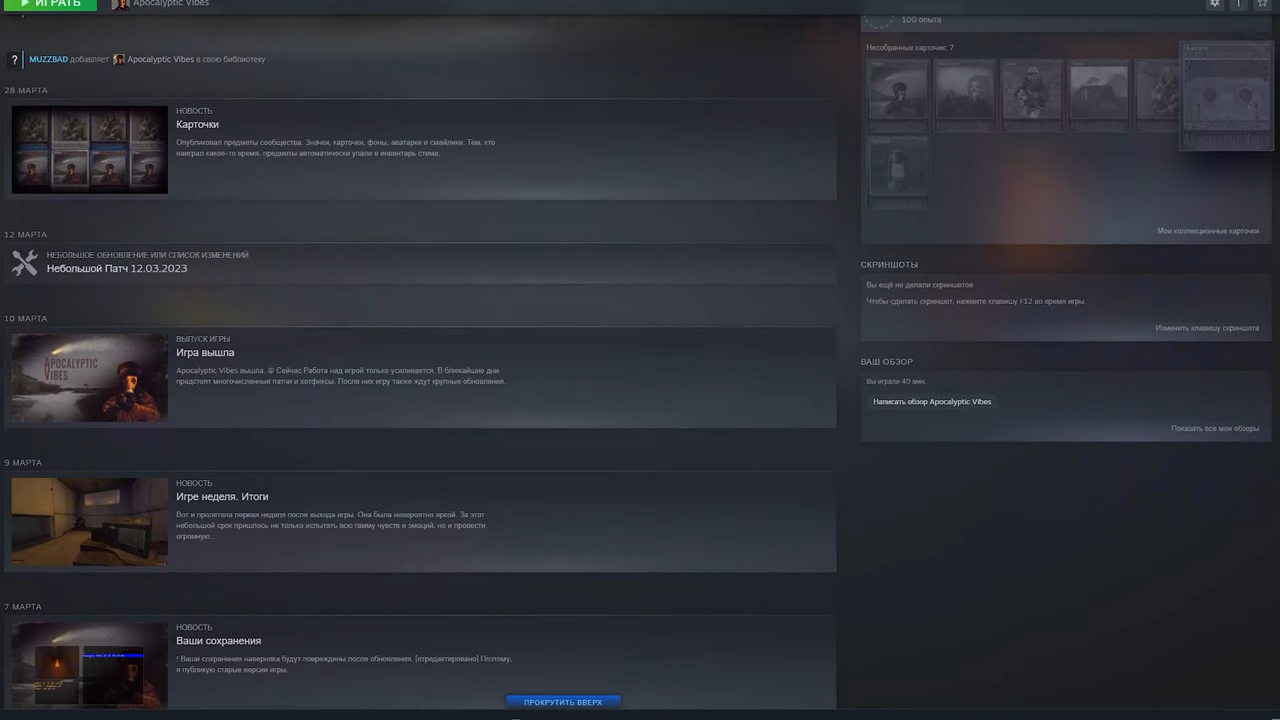 ИГРАТЬ
Apocalyptic Vibes
100 опыта
? MUZZBAD добавляет Apocalyptic Vibes в свою библиотеку
28 МАРТА
НОВОСТЬ
Карточки
Опубликовал предметы сообщества. Значки, карточки, фоны, аватарки и смайлики. Тем, кто
наиграл какое-то время, предметы автоматически упали в инвентарь стима.
12 МАРТА
НЕБОЛЬШОЕ ОБНОВЛЕНИЕ ИЛИ СПИСОК ИЗМЕНЕНИЙ
Небольшой Патч 12.03.2023
10 МАРТА
APOCALYPTIC
VIBES
ВЫПУСК ИГРЫ
Игра вышла
Apocalyptic Vibes вышла. Сейчас Работа над игрой только усиливается. В ближайшие дни
предстоят многочисленные патчи и хотфиксы. После них игру также ждут крупные обновления.
9 МАРТА
НОВОСТЬ
Игре неделя. Итоги
Вот и пролетела первая неделя после выхода игры. Она была невероятно яркой. За этот
небольшой срок пришлось не только испытать всю гамму чувств и эмоций, но и провести
огромную...
7 МАРТА
НОВОСТЬ
Ваши сохранения
! Ваши сохранения наверняка будут повреждены после обновления. [отредактировано] Поэтому,
я публикую старые версии игры.
ПРОКРУТИТЬ ВВЕРХ
Несобранных карточек: 7
APOCALYPTIC VIBES
Мои коллекционные карточки
СКРИНШОТЫ
Вы ещё не делали скриншотов
Чтобы сделать скриншот, нажмите клавишу F12 во время игры.
Изменить клавишу скриншота
ВАШ ОБЗОР
Вы играли 40 мин.
Написать обзор Apocalyptic Vibes
Показать все мои обзоры